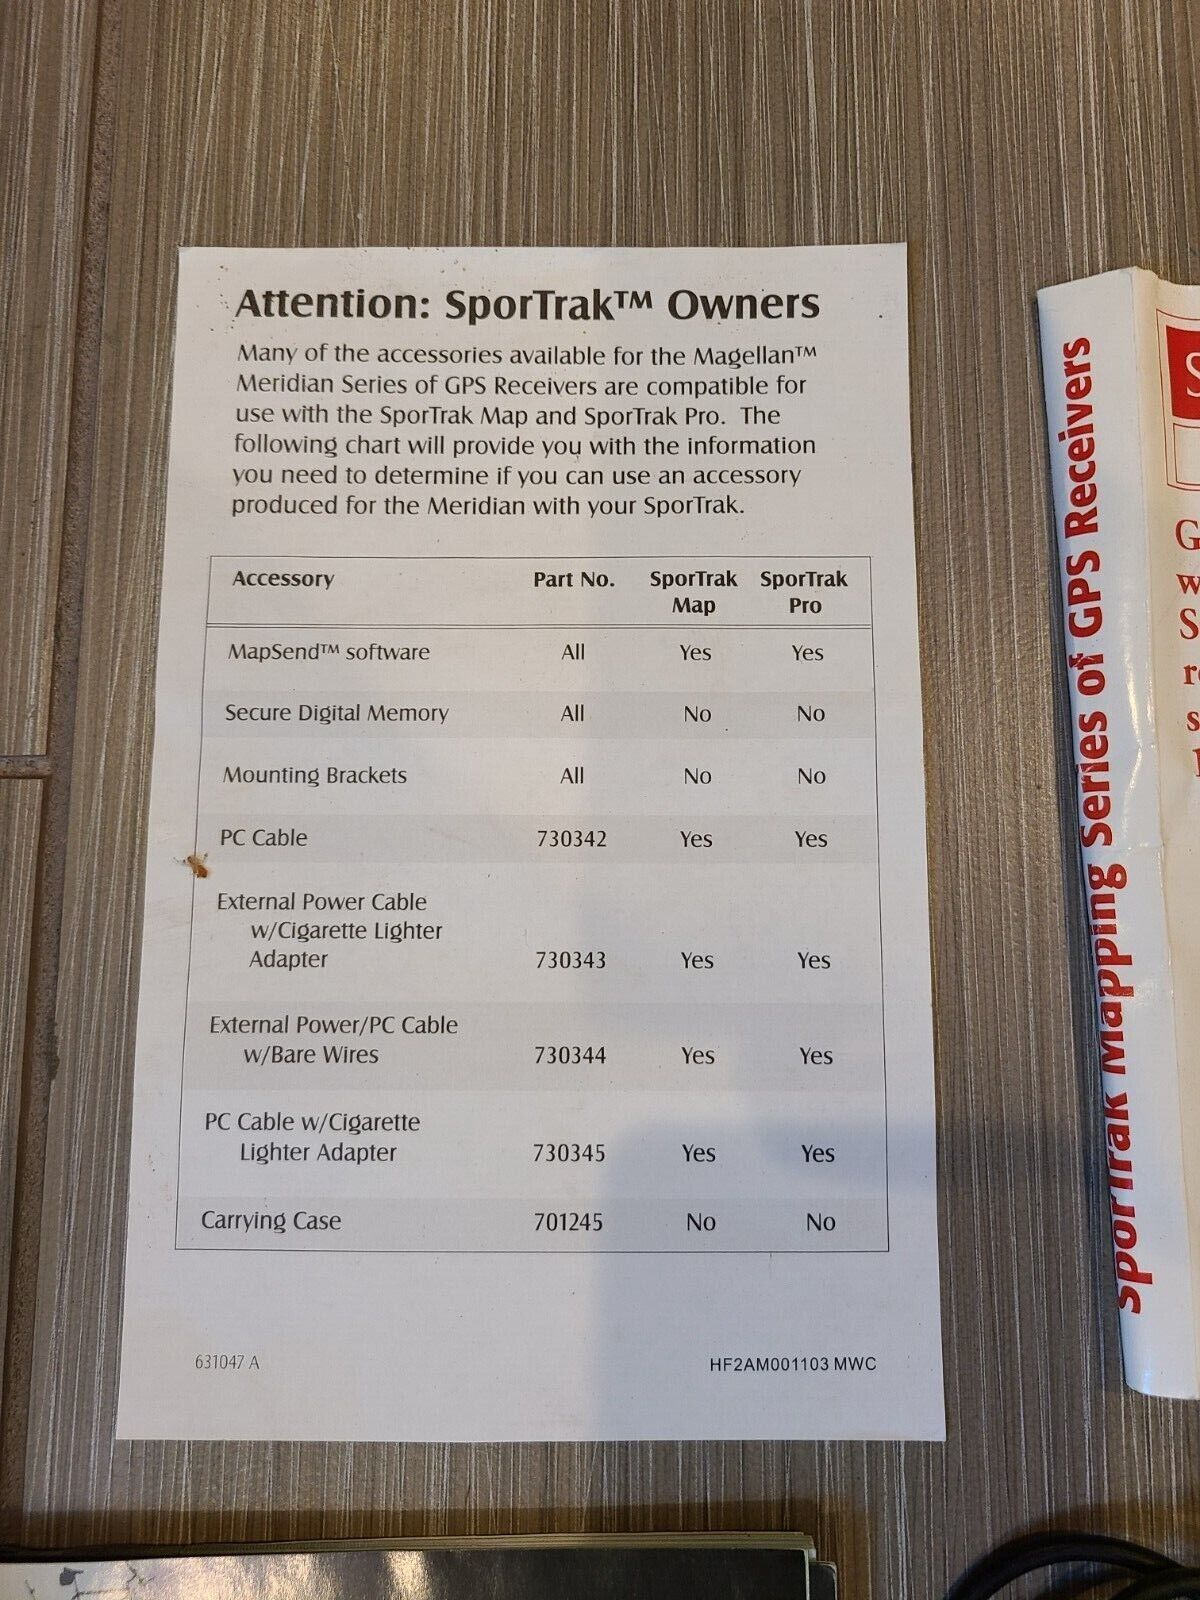 Attention: SporTrak™ Owners
Many of the accessories available for the Magellan™
Meridian Series of GPS Receivers are compatible for
use with the SporTrak Map and SporTrak Pro. The
following chart will provide you with the information
you need to determine if you can use an accessory
produced for the Meridian with your SporTrak.
Accessory Part No. SporTrak SporTrak
Map Pro
MapSend™ software All Yes Yes
Secure Digital Memory All No No
Mounting Brackets All No No
PC Cable 730342 Yes Yes
External Power Cable
w/Cigarette Lighter
Adapter 730343 Yes Yes
External Power/PC Cable
w/Bare Wires 730344 Yes Yes
PC Cable w/Cigarette
Lighter Adapter 730345 Yes Yes
Carrying Case 701245 No No
631047 A HF2AM001103 MWC
SporTrak Mapping Series of GPS Receivers